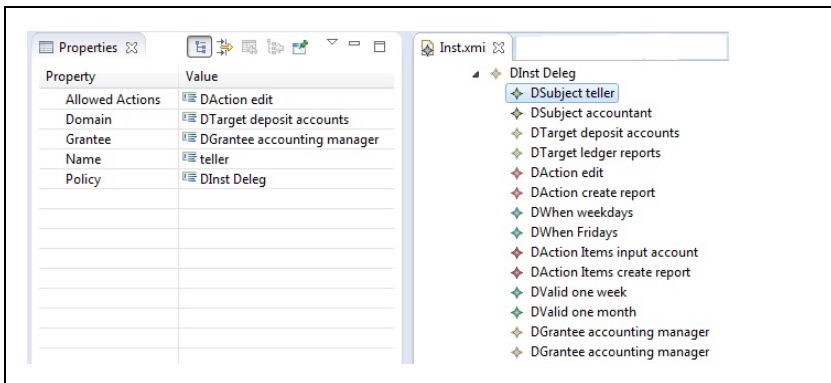 Properties
Property Value
Allowed Actions DAction edit
Domain DTarget deposit accounts
Grantee DGrantee accounting manager
Name teller
Policy DInst Deleg
Inst.xmi
DInst Deleg
DSubject teller
DSubject accountant
DTarget deposit accounts
DTarget ledger reports
DAction edit
DAction create report
DWhen weekdays
DWhen Fridays
DAction Items input account
DAction Items create report
DValid one week
DValid one month
DGrantee accounting manager
DGrantee accounting manager